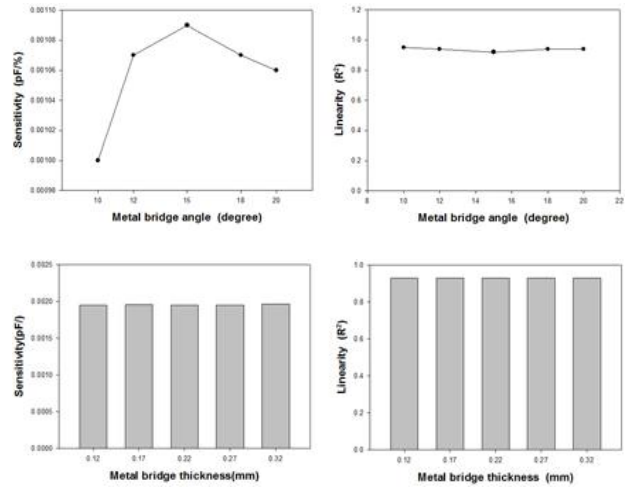 0.00110
0.00108
0.00106
0.00104
0.00102
0.00100
0.00098
Sensitivity (pF/%)
10 12 15 18 20
Metal bridge angle (degree)
1.2
1.0
0.8
0.6
0.4
0.2
0.0
Linearity (R²)
8 10 12 14 16 18 20 22
Metal bridge angle (degree)
0.0025
0.0020
0.0015
0.0010
0.0005
0.0000
Sensitivity(pF/)
0.12 0.17 0.22 0.27 0.32
Metal bridge thickness(mm)
1.0
0.8
0.6
0.4
0.2
0.0
Linearity (R²)
0.12 0.17 0.22 0.27 0.32
Metal bridge thickness (mm)